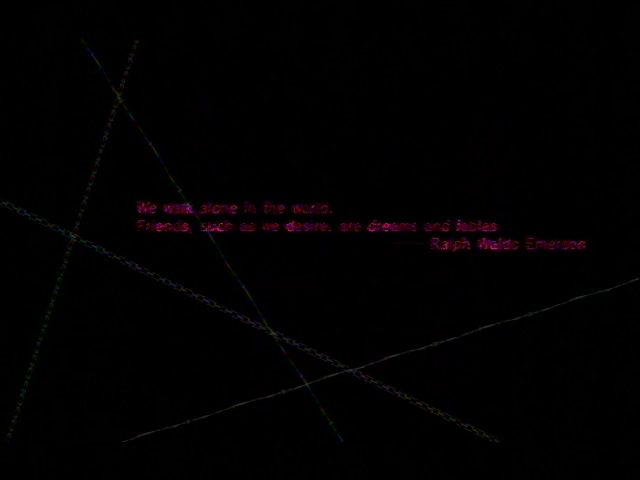 We walk alone in the world.
Friends, such as we desire, are dreams and fables
Ralph Waldo Emerson